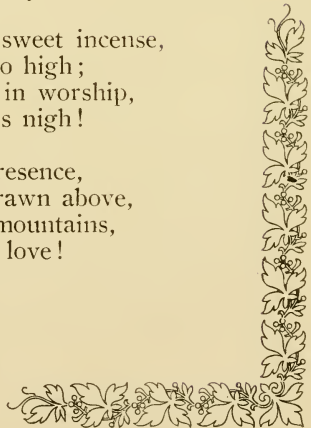 sweet incense,
o high;
in worship,
s nigh!
resence,
rawn above,
mountains,
love!